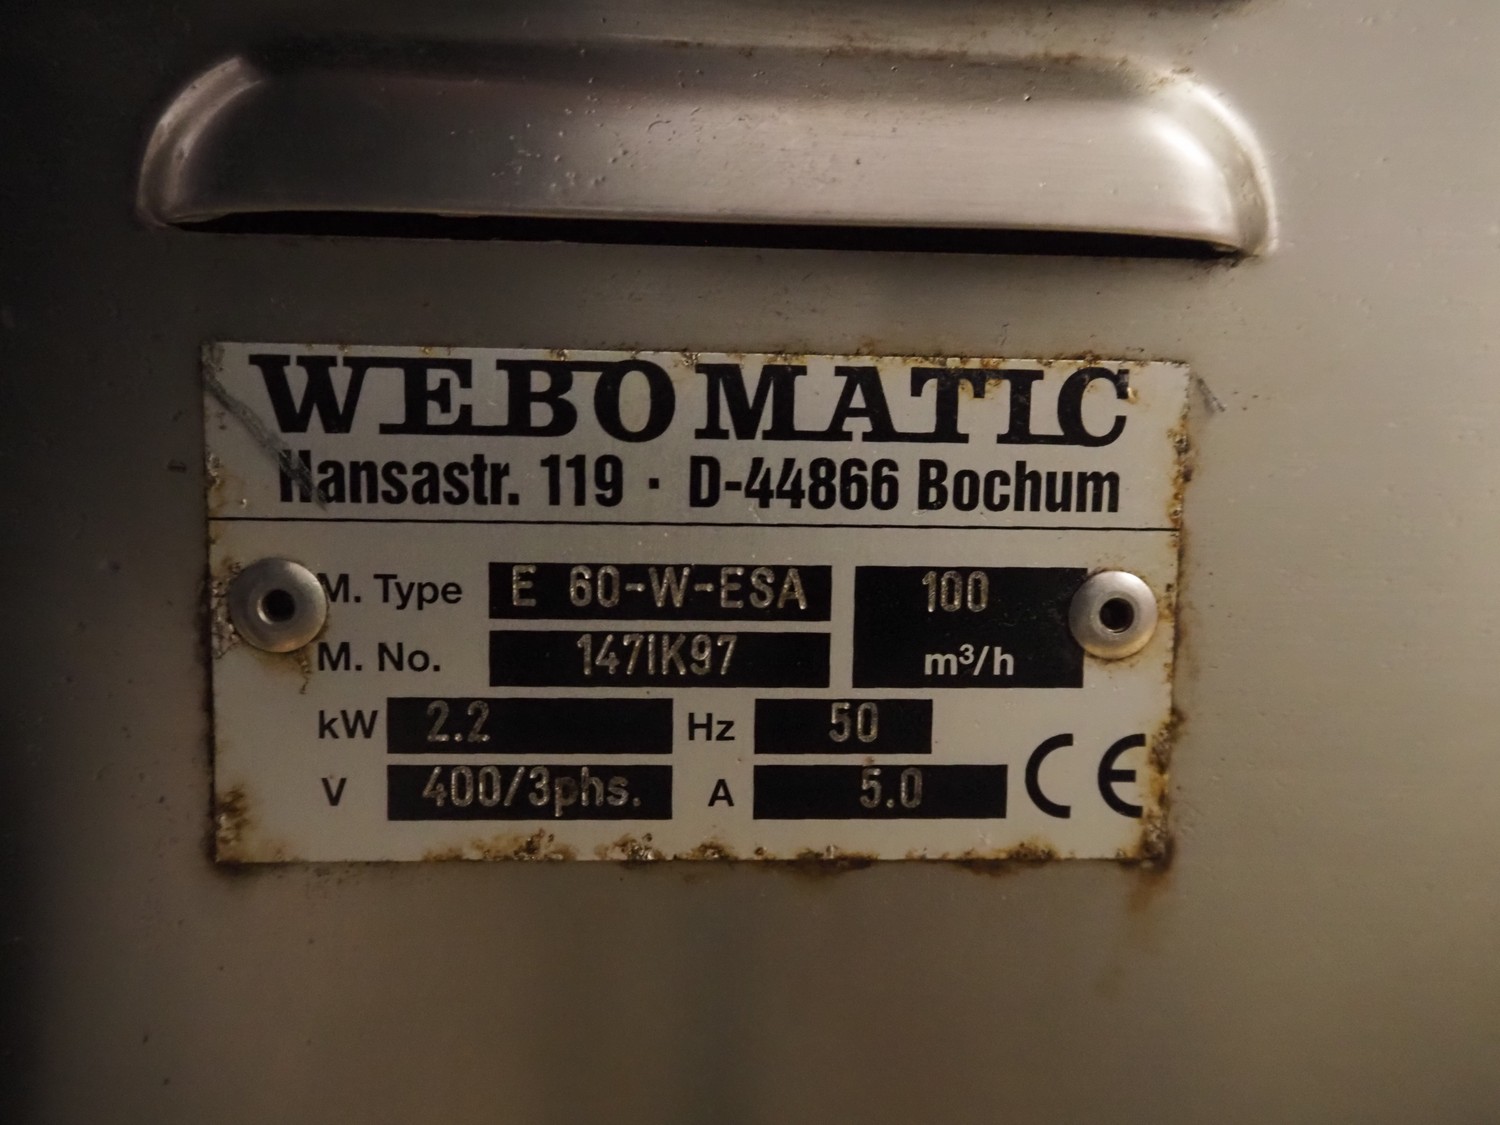 WEBOMATIC
Hansastr. 119 · D-44866 Bochum
M. Type E 60-W-ESA 100
M. No. 147IK97 m³/h
kW 2.2 Hz 50
V 400/3phs. A 5.0 CE